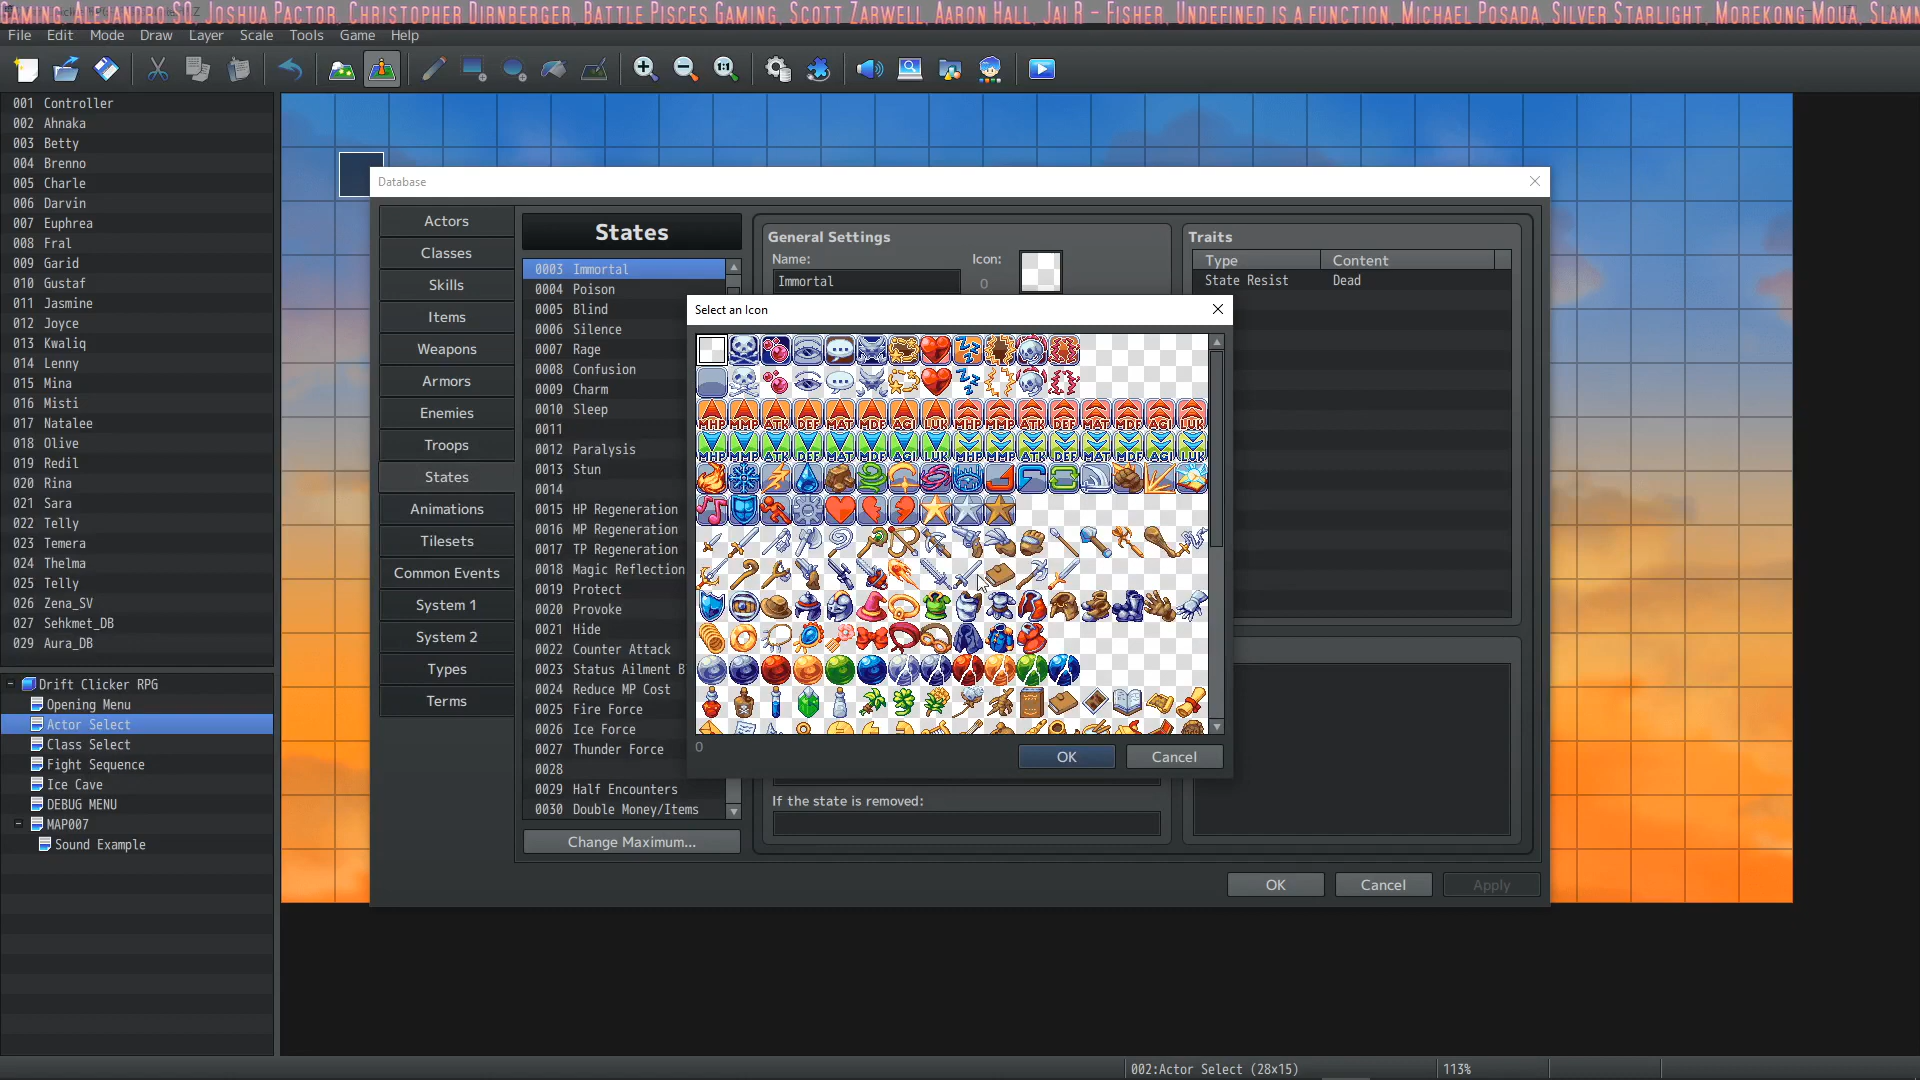 Gaming, Alejandro SQ, Joshua Pactor, Christopher Dirnberger, Battle Pisces Gaming, Scott Zarwell, Aaron Hall, Jai R - Fisher, Undefined is a function, Michael Posada, Silver Starlight, Morekong Moua, Slamn
File Edit Mode Draw Layer Scale Tools Game Help
001 Controller
002 Ahnaka
003 Betty
004 Brenno
005 Charle
006 Darvin
007 Euphrea
008 Fral
009 Garid
010 Gustaf
011 Jasmine
012 Joyce
013 Kwaliq
014 Lenny
015 Mina
016 Misti
017 Natalee
018 Olive
019 Redil
020 Rina
021 Sara
022 Telly
023 Temera
024 Thelma
025 Telly
026 Zena_SV
027 Sehkmet_DB
029 Aura_DB
Drift Clicker RPG
Opening Menu
Actor Select
Class Select
Fight Sequence
Ice Cave
DEBUG MENU
MAP007
Sound Example
Database
Actors
Classes
Skills
Items
Weapons
Armors
Enemies
Troops
States
Animations
Tilesets
Common Events
System 1
System 2
Types
Terms
States
0003 Immortal
0004 Poison
0005 Blind
0006 Silence
0007 Rage
0008 Confusion
0009 Charm
0010 Sleep
0011
0012 Paralysis
0013 Stun
0014
0015 HP Regeneration
0016 MP Regeneration
0017 TP Regeneration
0018 Magic Reflection
0019 Protect
0020 Provoke
0021 Hide
0022 Counter Attack
0023 Status Ailment B
0024 Reduce MP Cost
0025 Fire Force
0026 Ice Force
0027 Thunder Force
0028
0029 Half Encounters
0030 Double Money/Items
Change Maximum...
General Settings
Name: Icon:
Immortal 0
Traits
Type Content
State Resist Dead
Select an Icon
MHP MMP ATK DEF MAT MDF AGI LUK MHP MMP ATK DEF MAT MDF AGI LUK
MHP MMP ATK DEF MAT MDF AGI LUK MHP MMP ATK DEF MAT MDF AGI LUK
0
OK Cancel
If the state is removed:
OK Cancel Apply
002:Actor Select (28x15) 113%